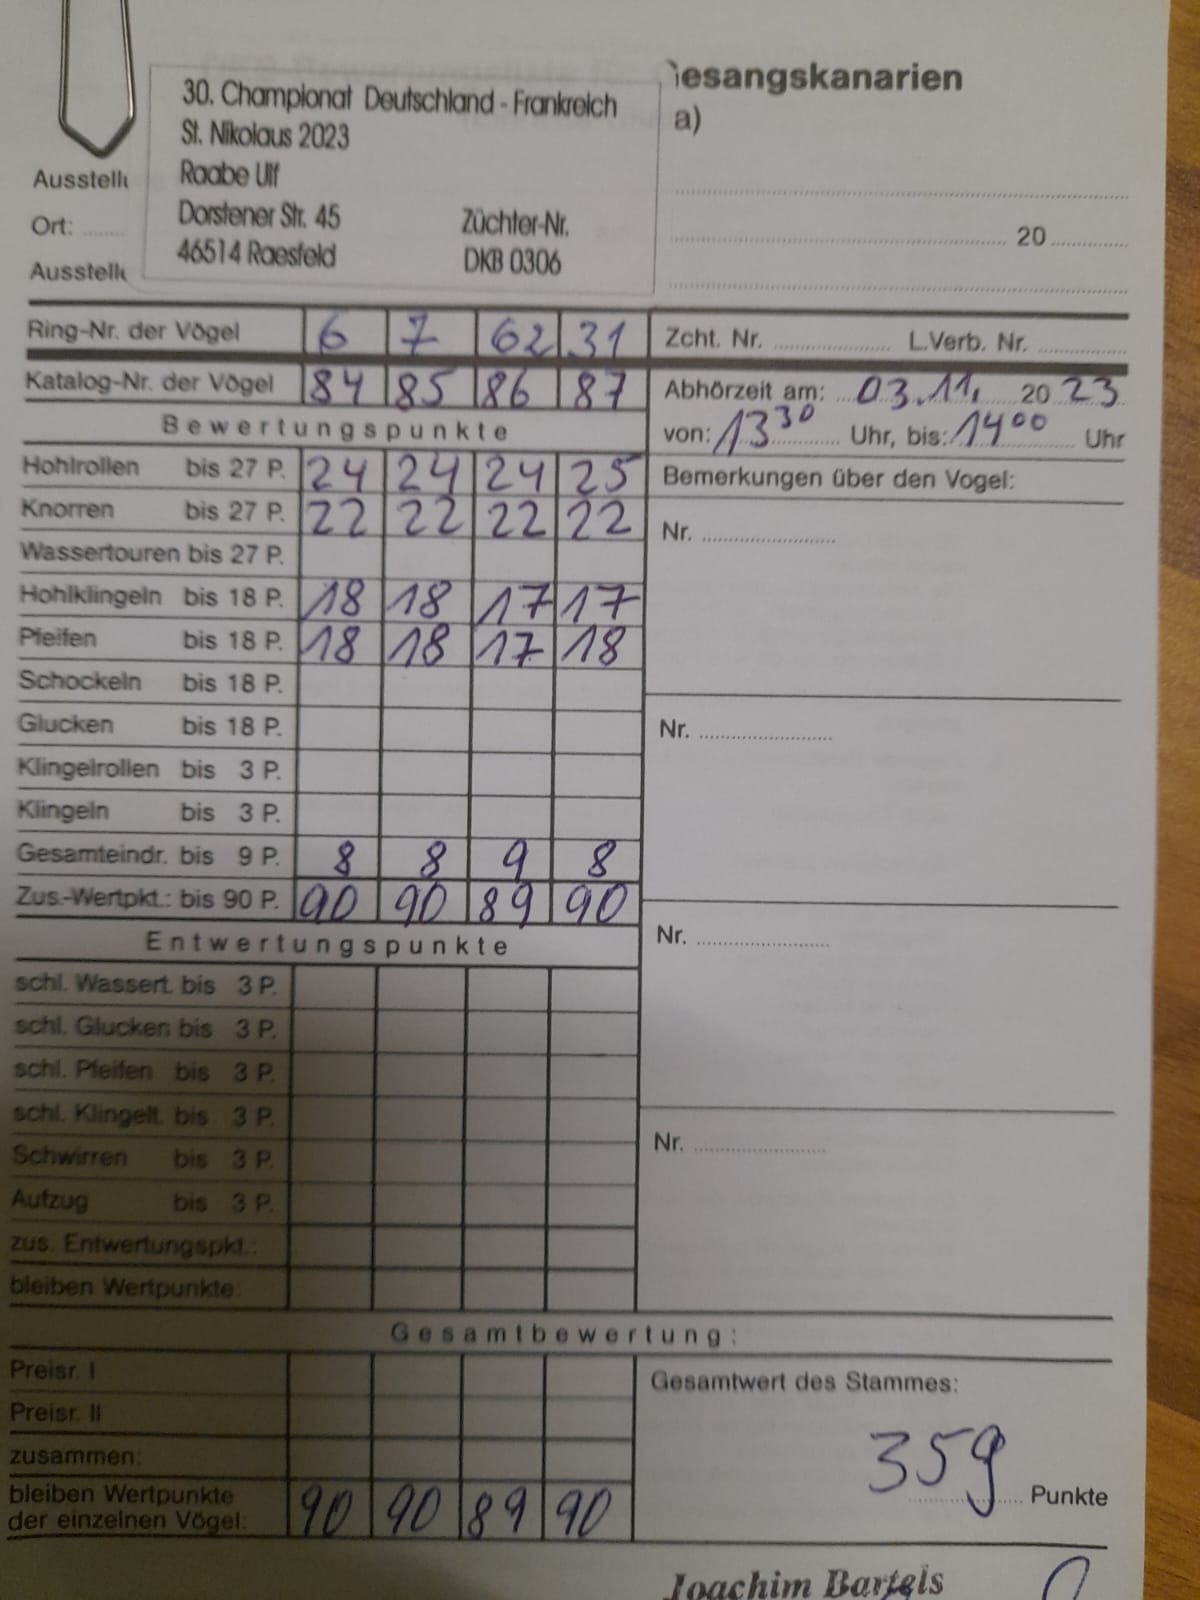 30. Championat Deutschland - Frankreich
St. Nikolaus 2023
Raabe Ulf
Dorstener Str. 45 Züchter-Nr.
46514 Raesfeld DKB 0306
Gesangskanarien
a)
Ausstelle
Ort: ........
Ausstelle
20
Ring-Nr. der Vögel 6 7 62 31 Zcht. Nr. L.Verb. Nr.
Katalog-Nr. der Vögel 84 85 86 87 Abhörzeit am: 03.11. 2023
Bewertungspunkte von: 13 30 Uhr, bis: 14 00 Uhr
Hohlrollen bis 27 P. 24 24 24 25 Bemerkungen über den Vogel:
Knorren bis 27 P. 22 22 22 22 Nr.
Wassertouren bis 27 P.
Hohlklingeln bis 18 P. 18 18 17 17
Pfeifen bis 18 P. 18 18 17 18
Schockeln bis 18 P.
Glucken bis 18 P. Nr.
Klingelrollen bis 3 P.
Klingeln bis 3 P.
Gesamteindr. bis 9 P. 8 8 9 8
Zus.-Wertpkt.: bis 90 P. 90 90 89 90
Entwertungspunkte Nr.
schl. Wassert. bis 3 P.
schl. Glucken bis 3 P.
schl. Pfeifen bis 3 P.
schl. Klingelt. bis 3 P.
Schwirren bis 3 P. Nr.
Aufzug bis 3 P.
zus. Entwertungspkt.:
bleiben Wertpunkte:
Gesamtbewertung:
Preisr. I Gesamtwert des Stammes:
Preisr. II
zusammen: 359 Punkte
bleiben Wertpunkte
der einzelnen Vögel: 90 90 89 90
Joachim Bartels